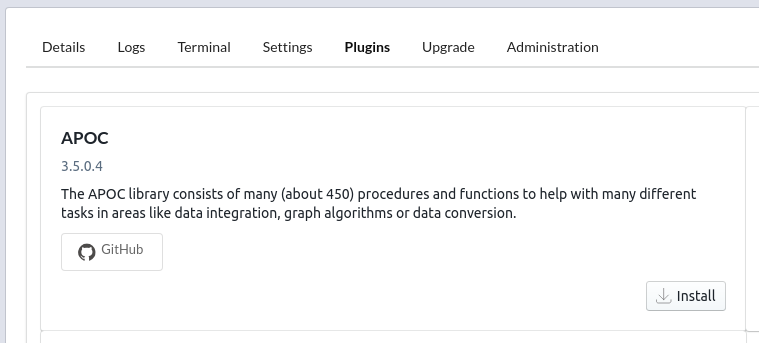 Details Logs Terminal Settings Plugins Upgrade Administration
APOC
3.5.0.4
The APOC library consists of many (about 450) procedures and functions to help with many different
tasks in areas like data integration, graph algorithms or data conversion.
GitHub
Install